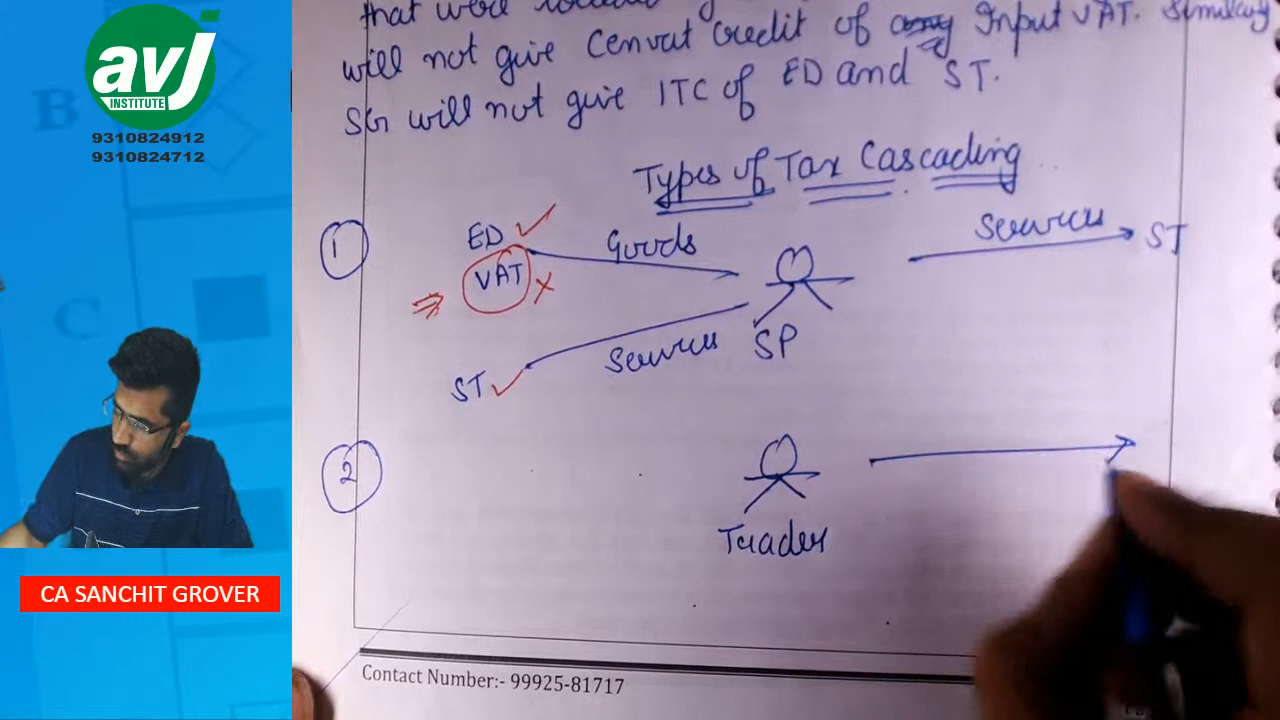 that were
will not give Cenvat Credit of any Input VAT. Similarly
SG will not give ITC of ED and ST.
Types of Tax Cascading
1
ED
VAT
Goods
Services
ST
ST
Services
SP
2
Trader
Contact Number:- 99925-81717
avj
INSTITUTE
9310824912
9310824712
B
C
CA SANCHIT GROVER